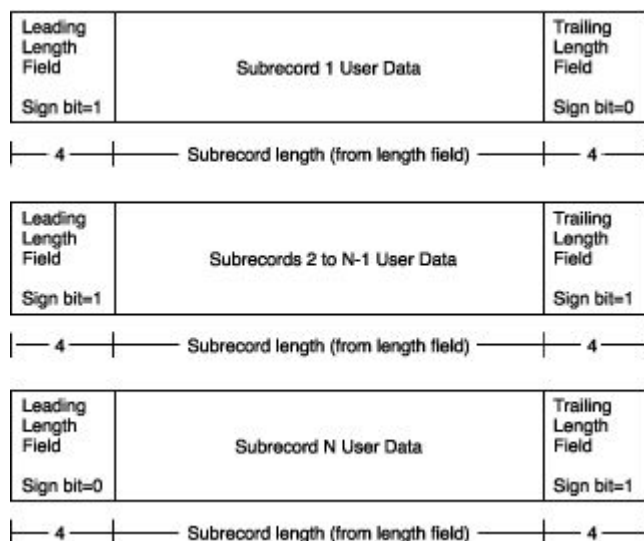 Leading
Length
Field
Sign bit=1
Subrecord 1 User Data
Trailing
Length
Field
Sign bit=0
4
Subrecord length (from length field)
4
Leading
Length
Field
Sign bit=1
Subrecords 2 to N-1 User Data
Trailing
Length
Field
Sign bit=1
4
Subrecord length (from length field)
4
Leading
Length
Field
Sign bit=0
Subrecord N User Data
Trailing
Length
Field
Sign bit=1
4
Subrecord length (from length field)
4